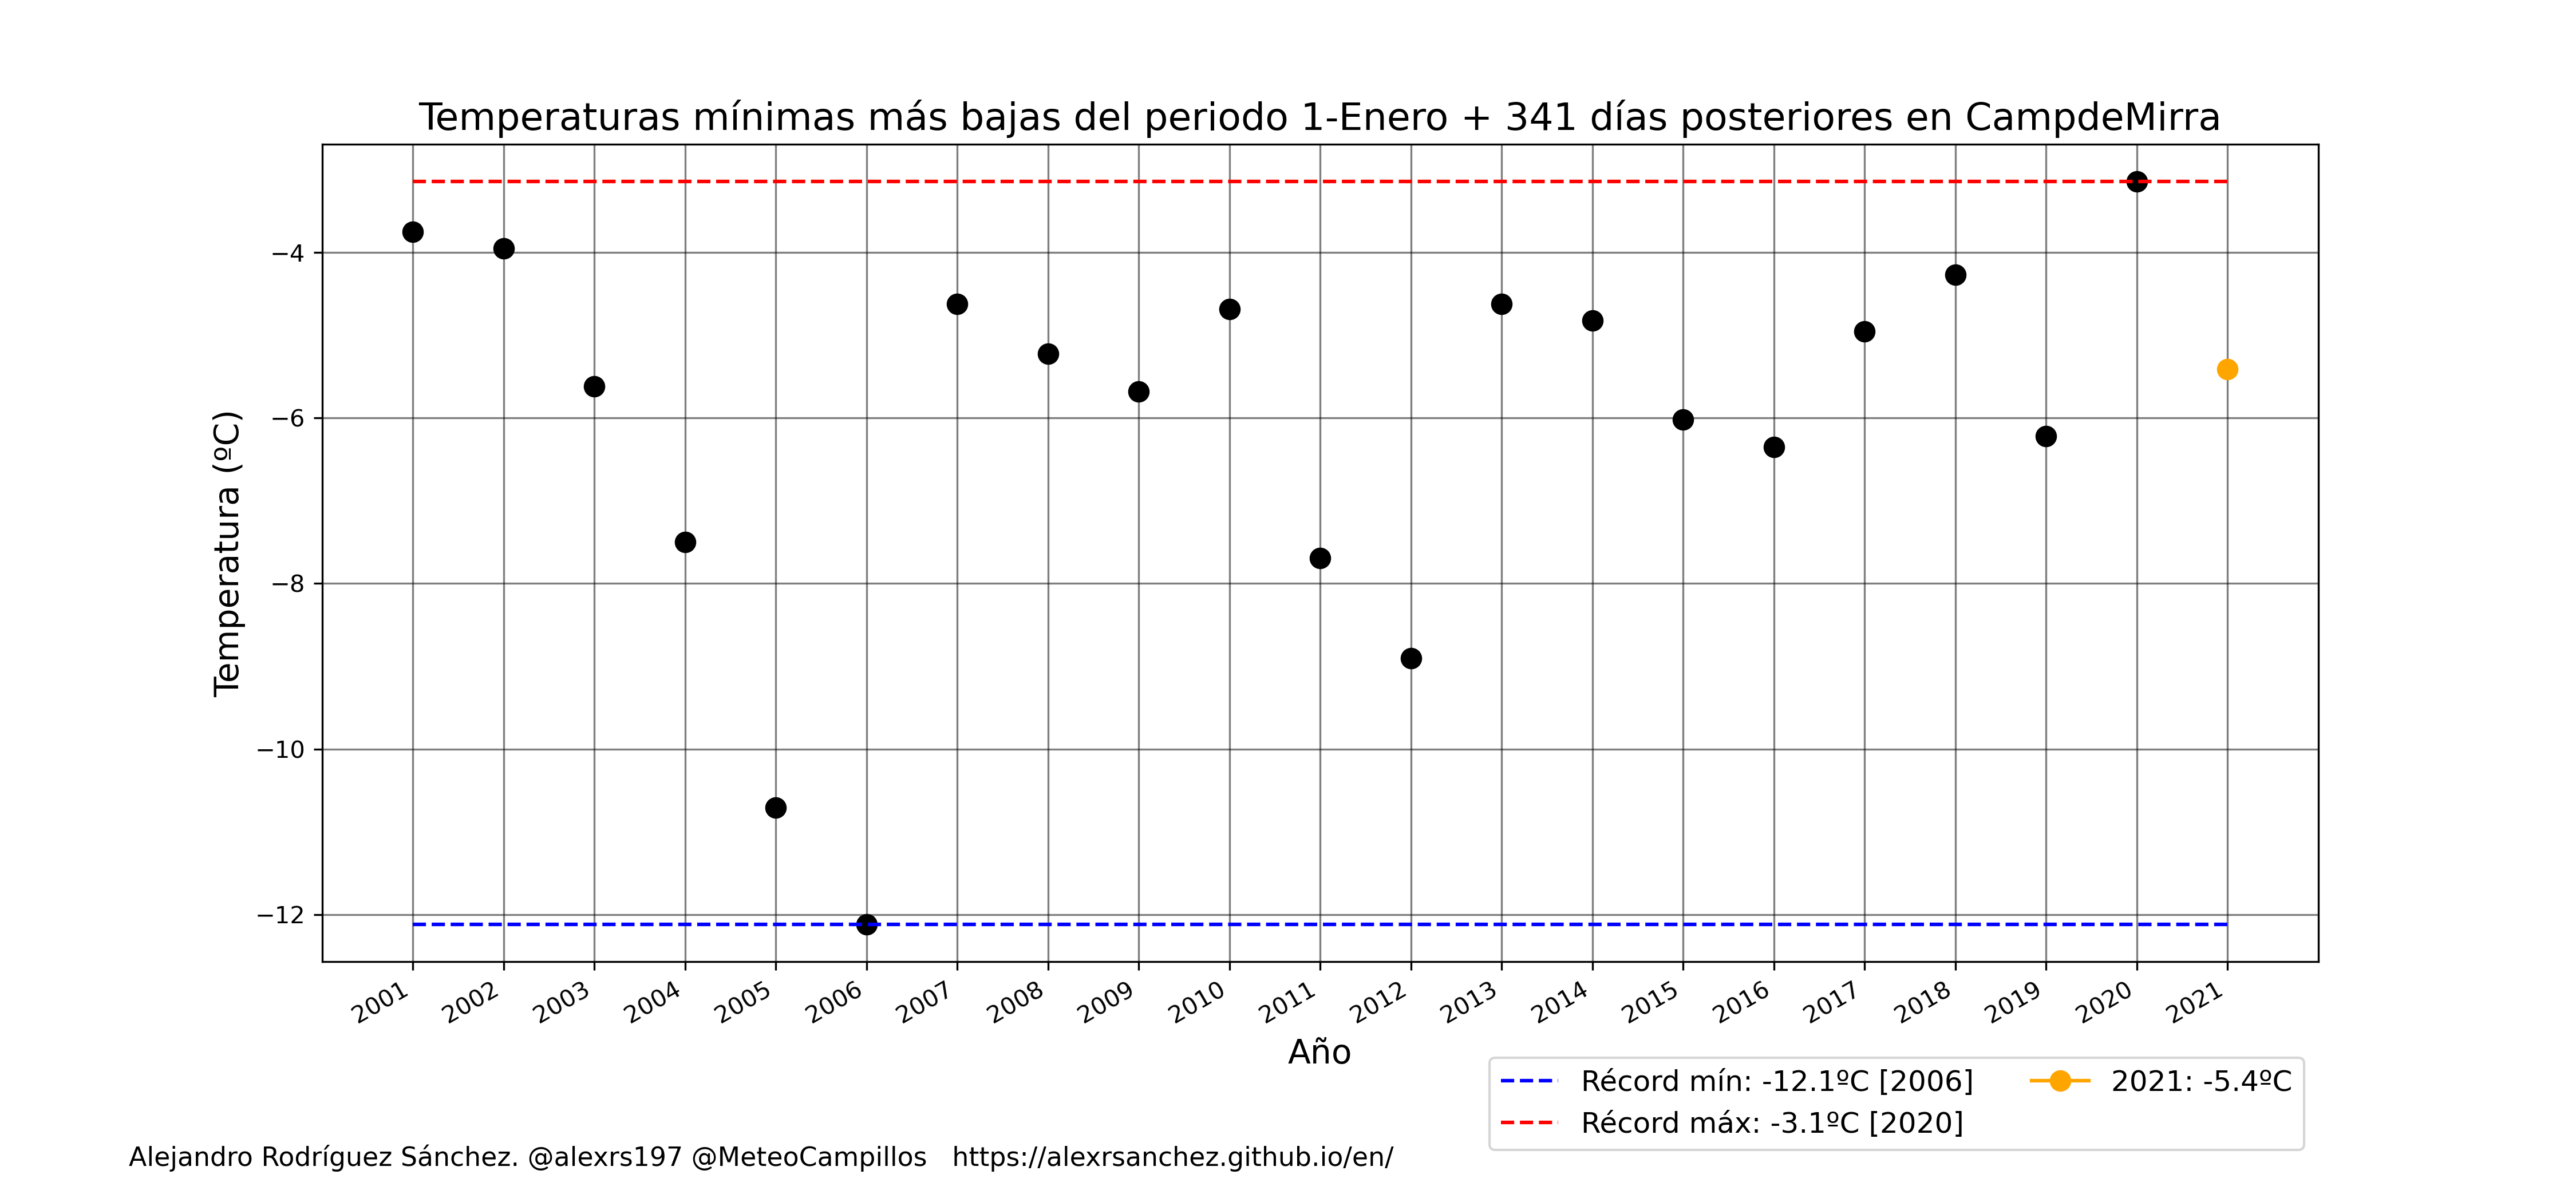 Temperaturas mínimas más bajas del periodo 1-Enero + 341 días posteriores en CampdeMirra
Temperatura (ºC)
−4
−6
−8
−10
−12
2001 2002 2003 2004 2005 2006 2007 2008 2009 2010 2011 2012 2013 2014 2015 2016 2017 2018 2019 2020 2021
Año
Récord mín: -12.1ºC [2006]
Récord máx: -3.1ºC [2020]
2021: -5.4ºC
Alejandro Rodríguez Sánchez. @alexrs197 @MeteoCampillos   https://alexrsanchez.github.io/en/